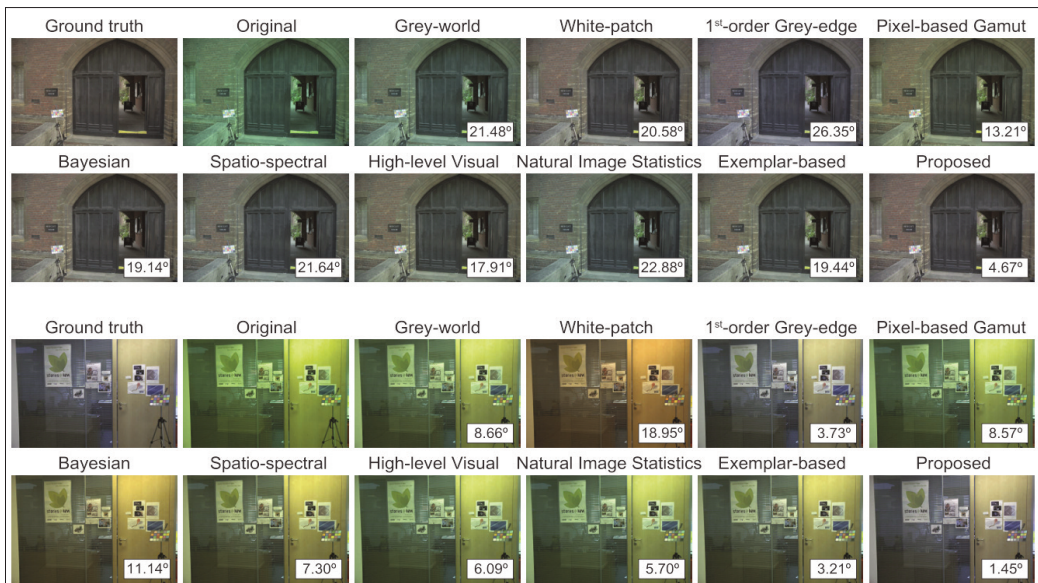 Ground truth Original Grey-world White-patch 1st-order Grey-edge Pixel-based Gamut
21.48º 20.58º 26.35º 13.21º
Bayesian Spatio-spectral High-level Visual Natural Image Statistics Exemplar-based Proposed
19.14º 21.64º 17.91º 22.88º 19.44º 4.67º
Ground truth Original Grey-world White-patch 1st-order Grey-edge Pixel-based Gamut
8.66º 18.95º 3.73º 8.57º
Bayesian Spatio-spectral High-level Visual Natural Image Statistics Exemplar-based Proposed
11.14º 7.30º 6.09º 5.70º 3.21º 1.45º